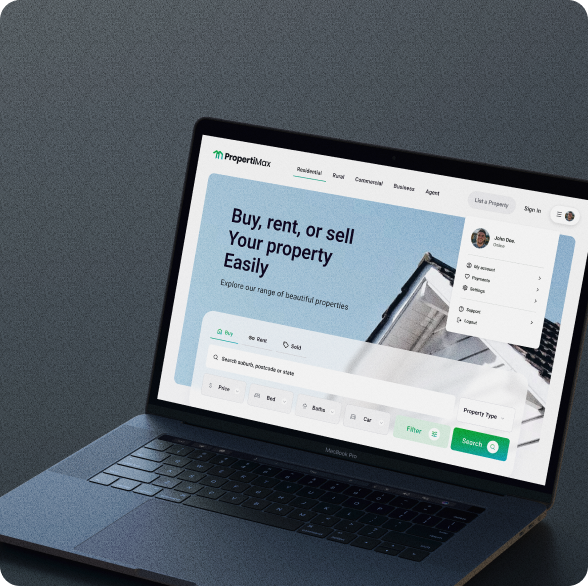 PropertiMax
Residential Rural Commercial Business Agent
List a Property
Sign in
John Doe.
Online
My account
Payments
Settings
Support
Logout
Buy, rent, or sell
Your property
Easily
Explore our range of beautiful properties
Buy Rent Sold
Search suburb, postcode or state
Price Bed Baths Car
Property Type
Filter
Search
MacBook Pro